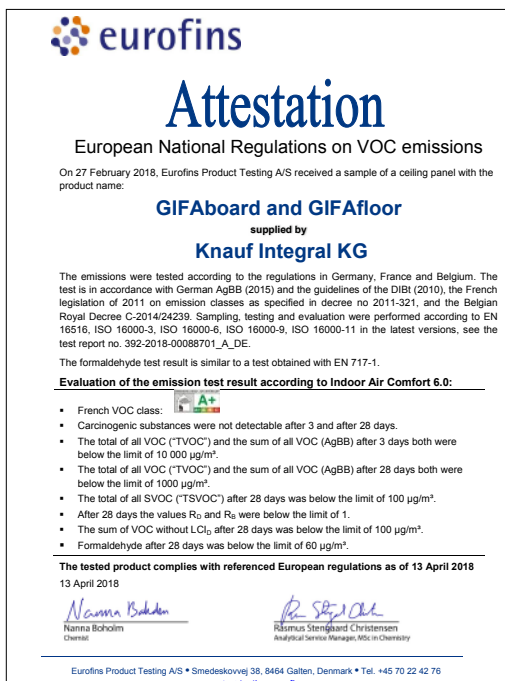 eurofins
Attestation
European National Regulations on VOC emissions
On 27 February 2018, Eurofins Product Testing A/S received a sample of a ceiling panel with the
product name:
GIFAboard and GIFAfloor
supplied by
Knauf Integral KG
The emissions were tested according to the regulations in Germany, France and Belgium. The
test is in accordance with German AgBB (2015) and the guidelines of the DIBt (2010), the French
legislation of 2011 on emission classes as specified in decree no 2011-321, and the Belgian
Royal Decree C-2014/24239. Sampling, testing and evaluation were performed according to EN
16516, ISO 16000-3, ISO 16000-6, ISO 16000-9, ISO 16000-11 in the latest versions, see the
test report no. 392-2018-00088701_A_DE.
The formaldehyde test result is similar to a test obtained with EN 717-1.
Evaluation of the emission test result according to Indoor Air Comfort 6.0:
▪ French VOC class: A+
▪ Carcinogenic substances were not detectable after 3 and after 28 days.
▪ The total of all VOC ("TVOC") and the sum of all VOC (AgBB) after 3 days both were
below the limit of 10 000 µg/m³.
▪ The total of all VOC ("TVOC") and the sum of all VOC (AgBB) after 28 days both were
below the limit of 1000 µg/m³.
▪ The total of all SVOC ("TSVOC") after 28 days was below the limit of 100 µg/m³.
▪ After 28 days the values R_D and R_B were below the limit of 1.
▪ The sum of VOC without LCI_D after 28 days was below the limit of 100 µg/m³.
▪ Formaldehyde after 28 days was below the limit of 60 µg/m³.
The tested product complies with referenced European regulations as of 13 April 2018
13 April 2018
Nanna Boholm
Chemist
Rasmus Stengaard Christensen
Analytical Service Manager, MSc in Chemistry
Eurofins Product Testing A/S • Smedeskovvej 38, 8464 Galten, Denmark • Tel. +45 70 22 42 76